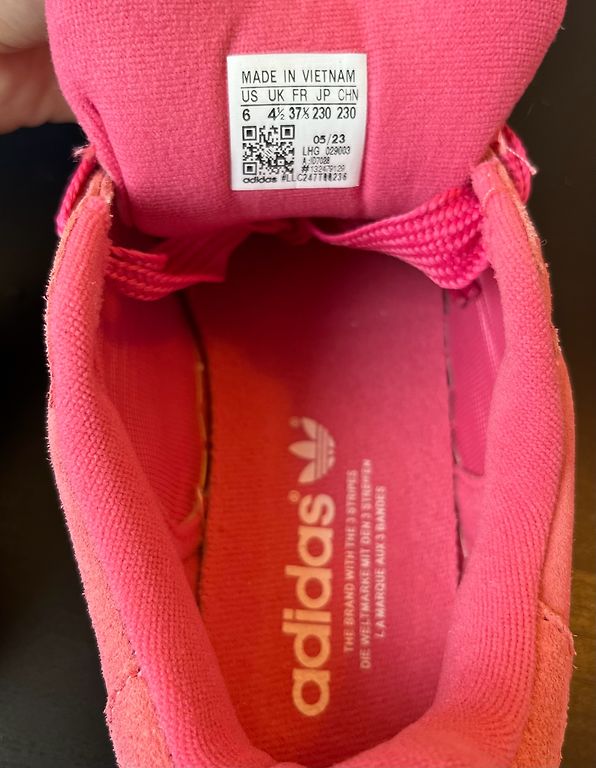 MADE IN VIETNAM
US UK FR JP CHN
6 4½ 37⅓ 230 230
05/23
LHG 029003
adidas #LLC247T
adidas
THE BRAND WITH THE 3 STRIPES
DIE WELTMARKE MIT DEN 3 STREIFEN
LA MARQUE AUX 3 BANDES